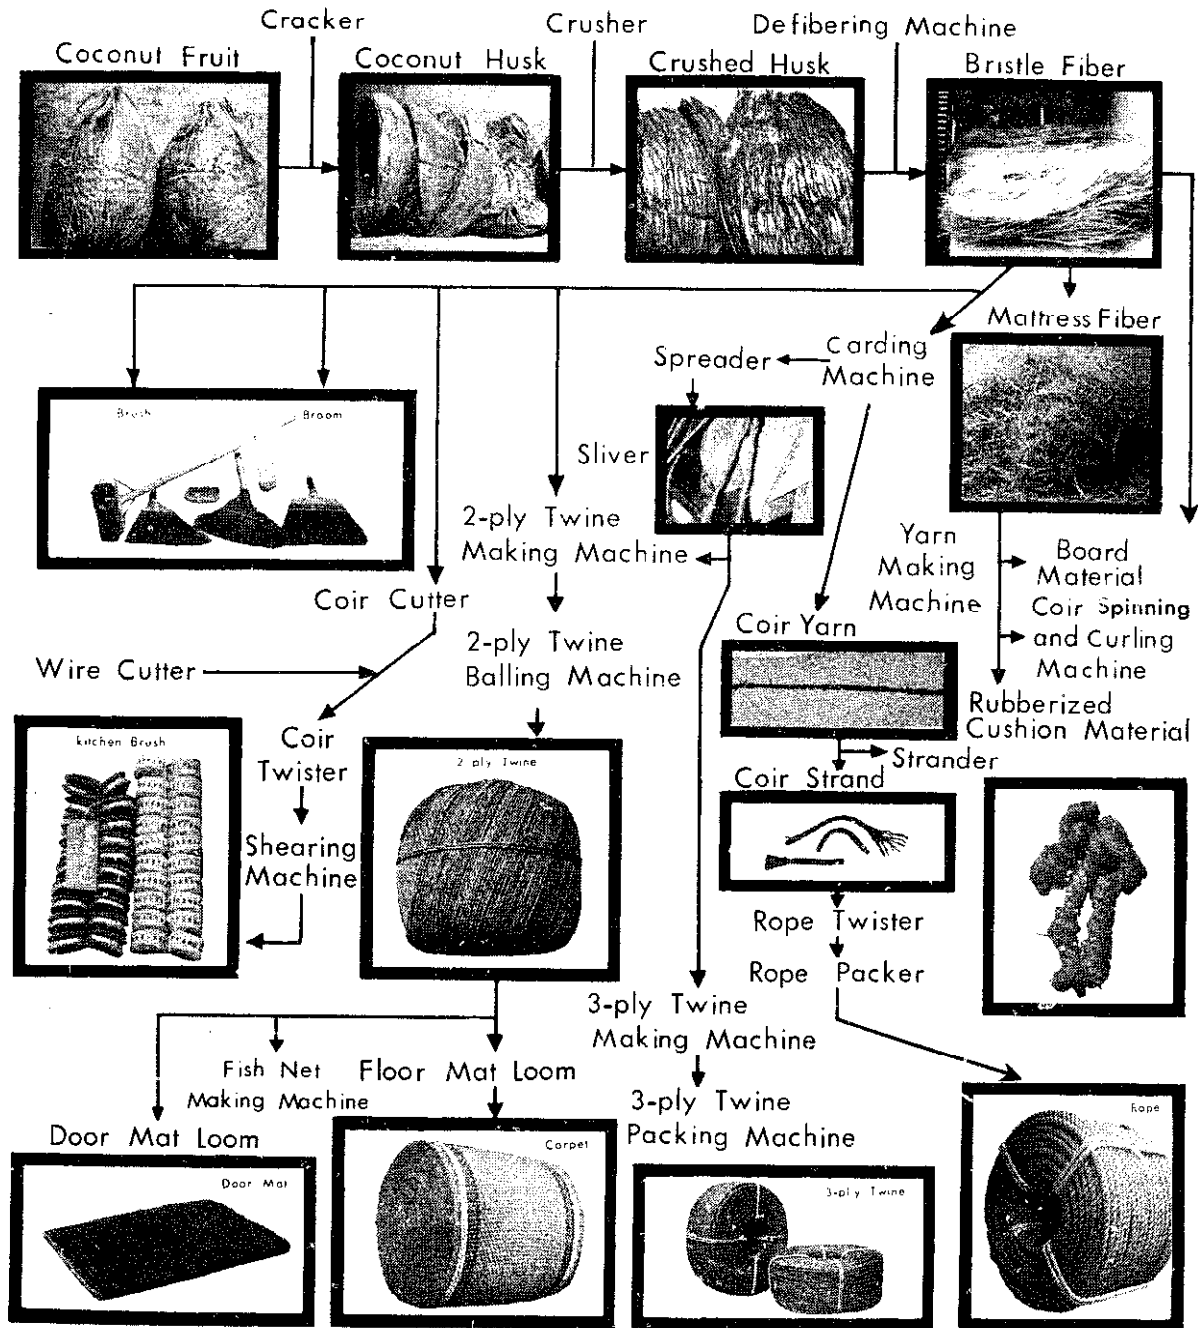 Cracker
Crusher
Defibering Machine
Coconut Fruit
Coconut Husk
Crushed Husk
Bristle Fiber
Mattress Fiber
Carding
Machine
Spreader
Brush
Broom
Sliver
2-ply Twine
Making Machine
Yarn
Making
Machine
Board
Material
Coir Spinning
and Curling
Machine
Coir Cutter
Coir Yarn
2-ply Twine
Balling Machine
Wire Cutter
Rubberized
Cushion Material
Coir
Twister
kitchen Brush
2 ply Twine
Strander
Coir Strand
Shearing
Machine
Rope Twister
Rope Packer
3-ply Twine
Making Machine
Fish Net
Making Machine
Floor Mat Loom
3-ply Twine
Packing Machine
Door Mat Loom
Rope
Carpet
Door Mat
3-ply Twine